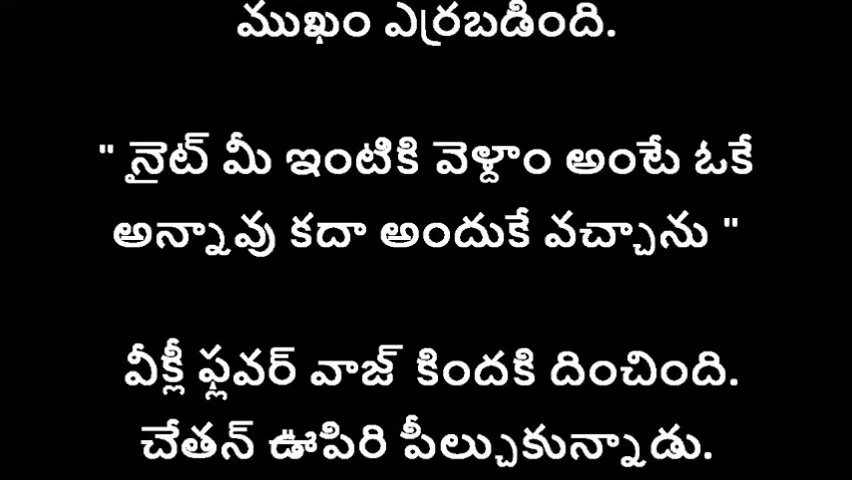 ముఖం ఎర్రబడింది.
" నైట్ మీ ఇంటికి వెళ్దాం అంటే ఓకే
అన్నావు కదా అందుకే వచ్చాను "
వీక్లీ ఫ్లవర్ వాజ్ కిందకి దించింది.
చేతన్ ఊపిరి పీల్చుకున్నాడు.